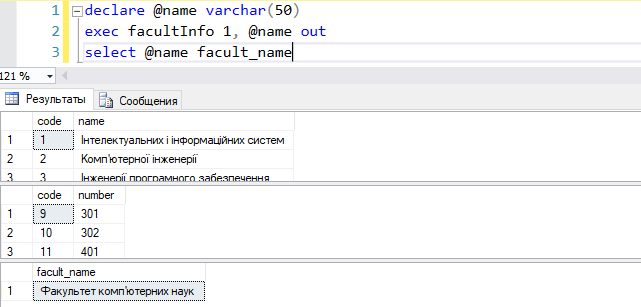 1 declare @name varchar(50)
2 exec facultInfo 1, @name out
3 select @name facult_name
121 %
Результаты Сообщения
code name
1 1 Інтелектуальних і інформаційних систем
2 2 Комп'ютерної інженерії
3 3 Інженерії програмного забезпечення
code number
1 9 301
2 10 302
3 11 401
facult_name
1 Факультет комп'ютерних наук